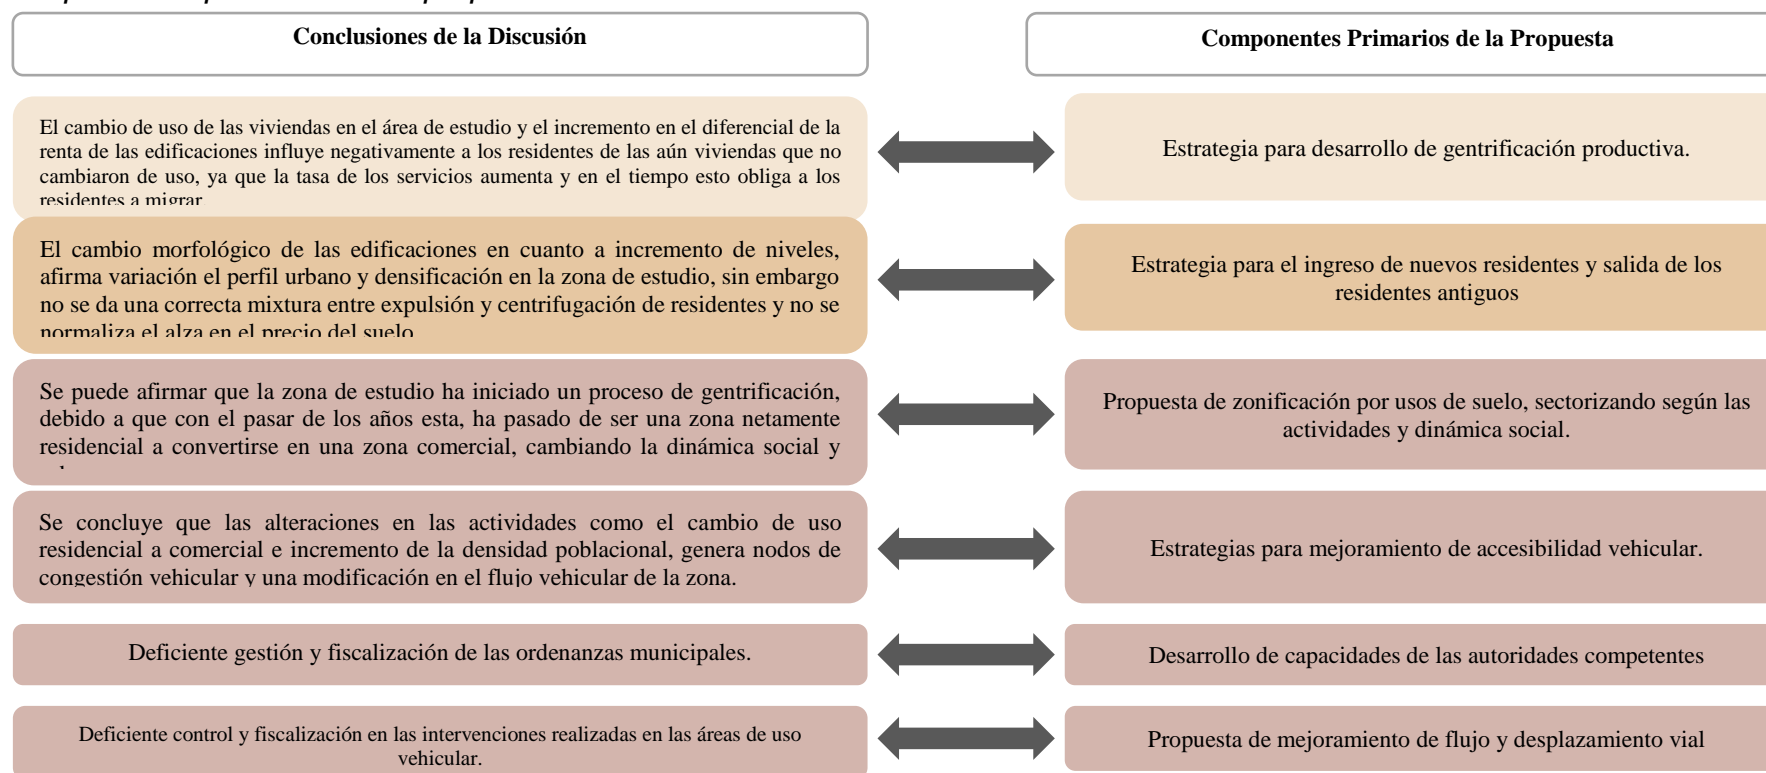 Conclusiones de la Discusión
Componentes Primarios de la Propuesta
El cambio de uso de las viviendas en el área de estudio y el incremento en el diferencial de la
renta de las edificaciones influye negativamente a los residentes de las aún viviendas que no
cambiaron de uso, ya que la tasa de los servicios aumenta y en el tiempo esto obliga a los
residentes a migrar
Estrategia para desarrollo de gentrificación productiva.
El cambio morfológico de las edificaciones en cuanto a incremento de niveles,
afirma variación el perfil urbano y densificación en la zona de estudio, sin embargo
no se da una correcta mixtura entre expulsión y centrifugación de residentes y no se
normaliza el alza en el precio del suelo
Estrategia para el ingreso de nuevos residentes y salida de los
residentes antiguos
Se puede afirmar que la zona de estudio ha iniciado un proceso de gentrificación,
debido a que con el pasar de los años esta, ha pasado de ser una zona netamente
residencial a convertirse en una zona comercial, cambiando la dinámica social y
Propuesta de zonificación por usos de suelo, sectorizando según las
actividades y dinámica social.
Se concluye que las alteraciones en las actividades como el cambio de uso
residencial a comercial e incremento de la densidad poblacional, genera nodos de
congestión vehicular y una modificación en el flujo vehicular de la zona.
Estrategias para mejoramiento de accesibilidad vehicular.
Deficiente gestión y fiscalización de las ordenanzas municipales.
Desarrollo de capacidades de las autoridades competentes
Deficiente control y fiscalización en las intervenciones realizadas en las áreas de uso
vehicular.
Propuesta de mejoramiento de flujo y desplazamiento vial